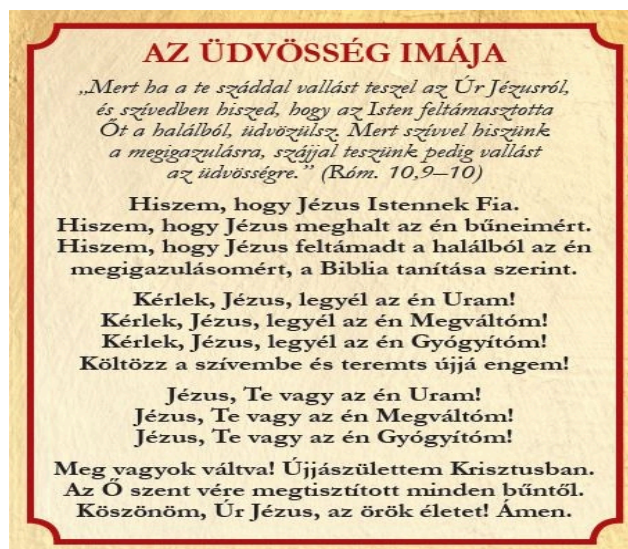 AZ ÜDVÖSSÉG IMÁJA
„Mert ha a te száddal vallást teszel az Úr Jézusról,
és szívedben hiszed, hogy az Isten feltámasztotta
Őt a halálból, üdvözülsz. Mert szívvel hiszünk
a megigazulásra, szájjal teszünk pedig vallást
az üdvösségre.” (Róm. 10,9–10)
Hiszem, hogy Jézus Istennek Fia.
Hiszem, hogy Jézus meghalt az én bűneimért.
Hiszem, hogy Jézus feltámadt a halálból az én
megigazulásomért, a Biblia tanítása szerint.
Kérlek, Jézus, legyél az én Uram!
Kérlek, Jézus, legyél az én Megváltóm!
Kérlek, Jézus, legyél az én Gyógyítóm!
Költözz a szívembe és teremts újjá engem!
Jézus, Te vagy az én Uram!
Jézus, Te vagy az én Megváltóm!
Jézus, Te vagy az én Gyógyítóm!
Meg vagyok váltva! Újjászülettem Krisztusban.
Az Ő szent vére megtisztított minden bűntől.
Köszönöm, Úr Jézus, az örök életet! Ámen.